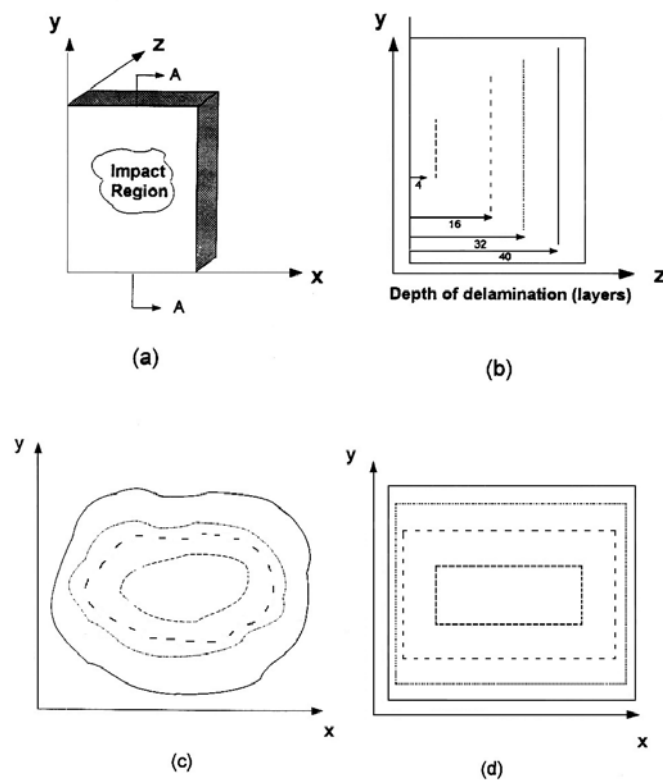 y
z
A
Impact
Region
x
A
(a)
y
4
16
32
40
z
Depth of delamination (layers)
(b)
y
x
(c)
y
x
(d)